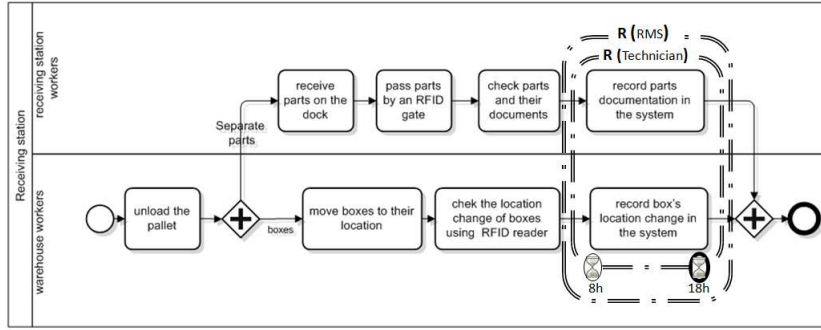 Receiving station
receiving station
workers
warehouse workers
R (RMS)
R (Technician)
receive
parts on the
dock
pass parts
by an RFID
gate
check parts
and their
documents
record parts
documentation in
the system
Separate
parts
unload the
pallet
boxes
move boxes to their
location
chek the location
change of boxes
using RFID reader
record box's
location change in
the system
8h
18h